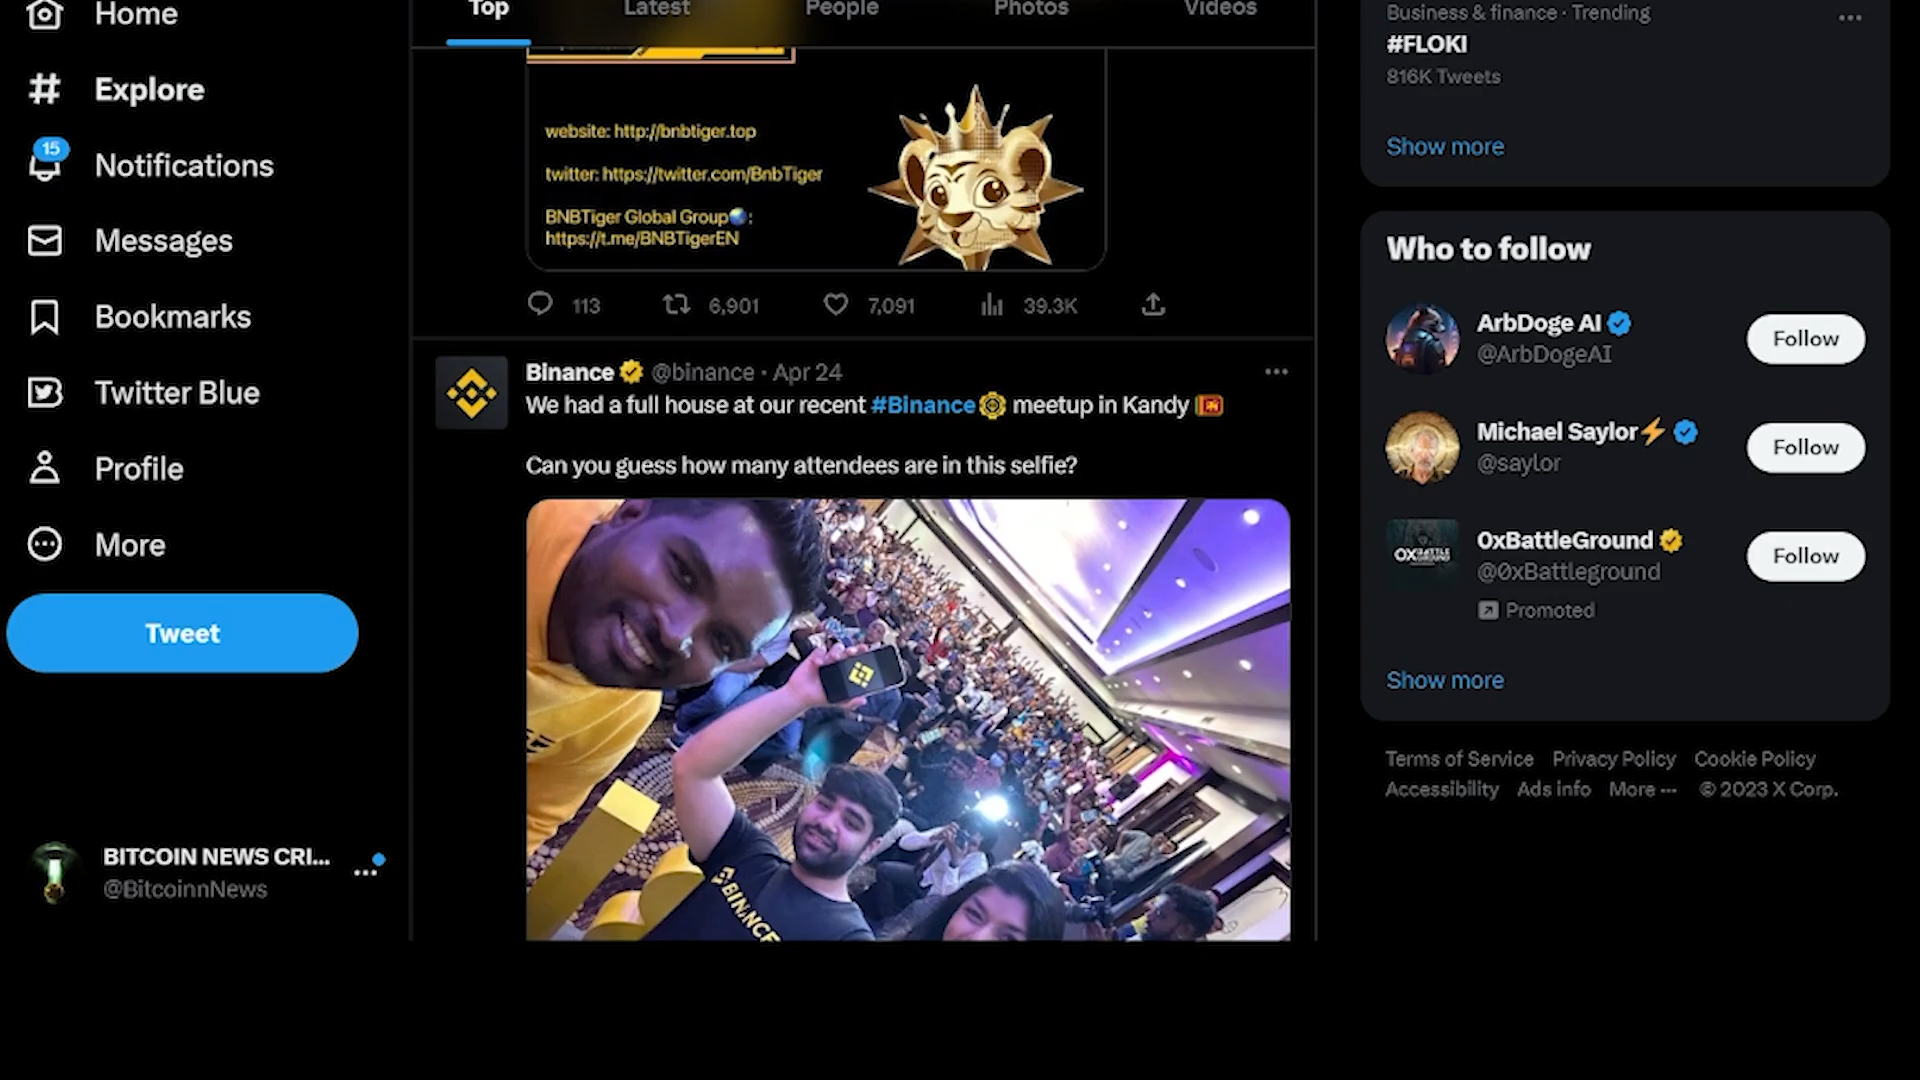 Home
Explore
15
Notifications
Messages
Bookmarks
Twitter Blue
Profile
More
Tweet
BITCOIN NEWS CRI...
@BitcoinnNews
Top
Latest
People
Photos
Videos
website: http://bnbtiger.top
twitter: https://twitter.com/BnbTiger
BNBTiger Global Group🌏:
https://t.me/BNBTigerEN
113
6,901
7,091
39.3K
Binance @binance · Apr 24
We had a full house at our recent #Binance meetup in Kandy 🇱🇰
Can you guess how many attendees are in this selfie?
BINANCE
Business & finance · Trending
#FLOKI
816K Tweets
Show more
Who to follow
ArbDoge AI
@ArbDogeAI
Follow
Michael Saylor⚡
@saylor
Follow
OXBATTLE
GROUND
0xBattleGround
@0xBattleground
Follow
Promoted
Show more
Terms of Service Privacy Policy Cookie Policy
Accessibility Ads info More ··· © 2023 X Corp.